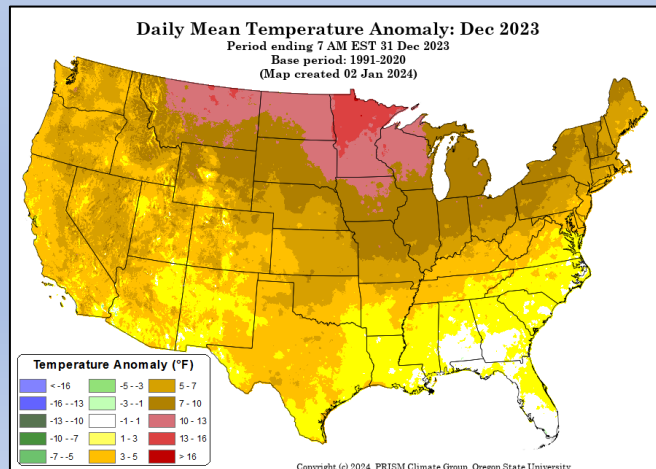 Daily Mean Temperature Anomaly: Dec 2023
Period ending 7 AM EST 31 Dec 2023
Base period: 1991-2020
(Map created 02 Jan 2024)
Temperature Anomaly (°F)
< -16
-5 - -3
5 - 7
-16 - -13
-3 - -1
7 - 10
-13 - -10
-1 - 1
10 - 13
-10 - -7
1 - 3
13 - 16
-7 - -5
3 - 5
> 16
Copyright (c) 2024, PRISM Climate Group, Oregon State University